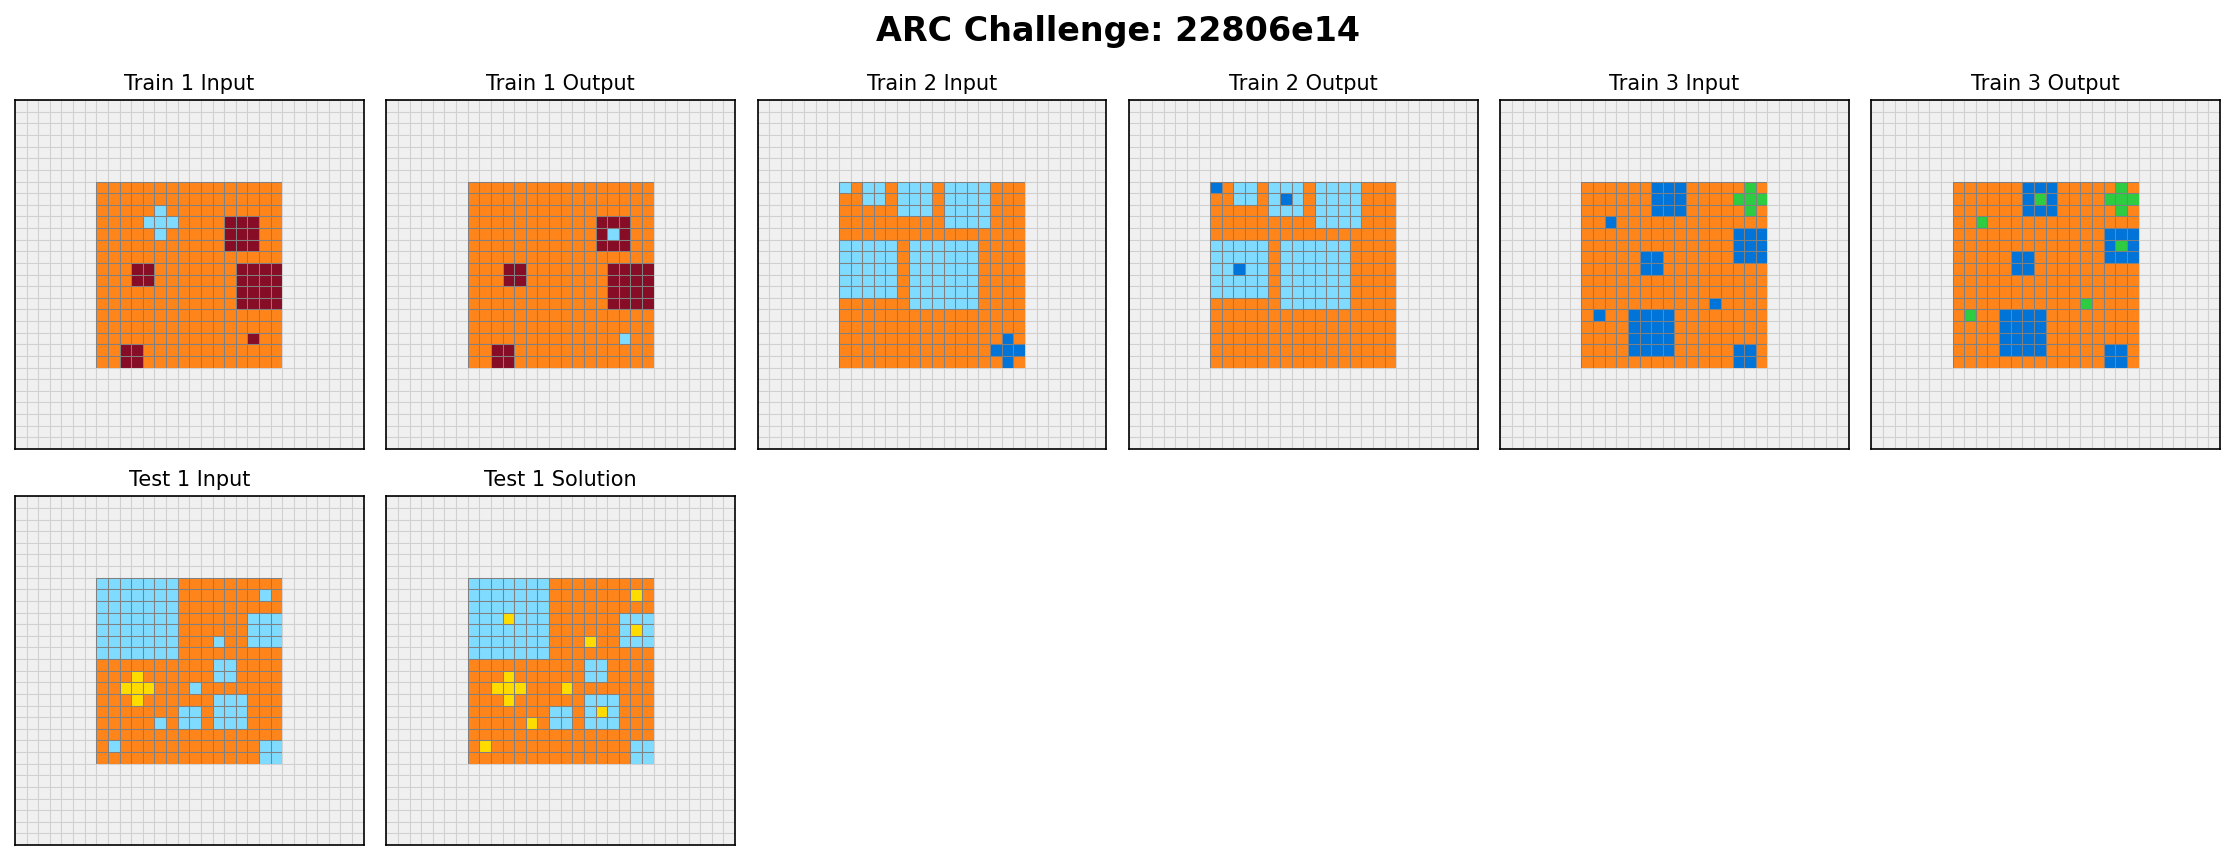 ARC Challenge: 22806e14
Train 1 Input
Train 1 Output
Train 2 Input
Train 2 Output
Train 3 Input
Train 3 Output
Test 1 Input
Test 1 Solution